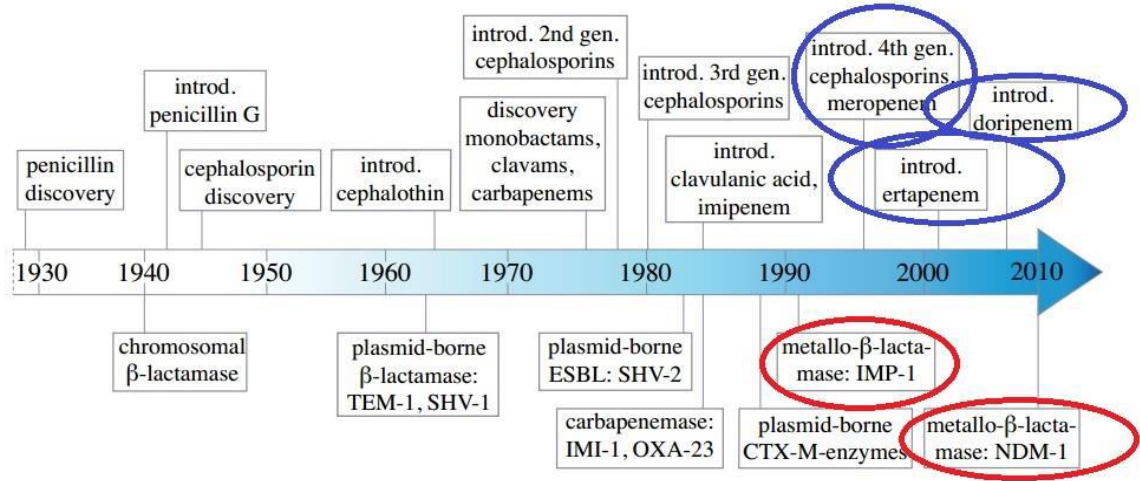 introd. 2nd gen.
cephalosporins
introd. 4th gen.
cephalosporins,
meropenem
introd. 3rd gen.
cephalosporins
introd.
penicillin G
introd.
doripenem
discovery
monobactams,
clavams,
carbapenems
introd.
clavulanic acid,
imipenem
penicillin
discovery
cephalosporin
discovery
introd.
cephalothin
introd.
ertapenem
1930 1940 1950 1960 1970 1980 1990 2000 2010
chromosomal
β-lactamase
plasmid-borne
β-lactamase:
TEM-1, SHV-1
plasmid-borne
ESBL: SHV-2
metallo-β-lacta-
mase: IMP-1
carbapenemase:
IMI-1, OXA-23
plasmid-borne
CTX-M-enzymes
metallo-β-lacta-
mase: NDM-1